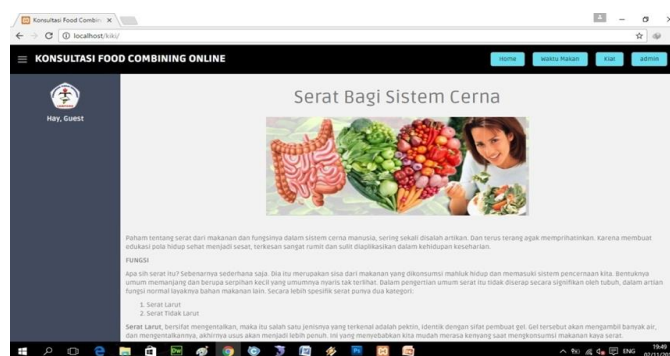 Konsultasi Food Combin
localhost/kiki/
KONSULTASI FOOD COMBINING ONLINE
Home
Waktu Makan
Kiat
admin
Hay, Guest
Serat Bagi Sistem Cerna
Paham tentang serat dari makanan dan fungsinya dalam sistem cerna manusia, sering sekali disalah artikan. Dan terus terang agak memprihatinkan. Karena membuat
edukasi pola hidup sehat menjadi sesat, terkesan sangat rumit dan sulit diaplikasikan dalam kehidupan keseharian.
FUNGSI
Apa sih serat itu? Sebenarnya sederhana saja. Dia itu merupakan sisa dari makanan yang dikonsumsi mahluk hidup dan memasuki sistem pencernaan kita. Bentuknya
umum memanjang dan berupa serpihan kecil yang umumnya nyaris tak terlihat. Dalam pengertian umum serat itu tidak diserap secara signifikan oleh tubuh, dalam artian
fungsi normal layaknya bahan makanan lain. Secara lebih spesifik serat punya dua kategori:
1. Serat Larut
2. Serat Tidak Larut
Serat Larut, bersifat mengentalkan, maka itu salah satu jenisnya yang terkenal adalah pektin, identik dengan sifat pembuat gel. Gel tersebut akan mengambil banyak air,
dan mengentalkannya, akhirnya usus akan menjadi lebih penuh. Ini yang menyebabkan kita mudah merasa kenyang saat mengkonsumsi makanan kaya serat.
ENG
19:49